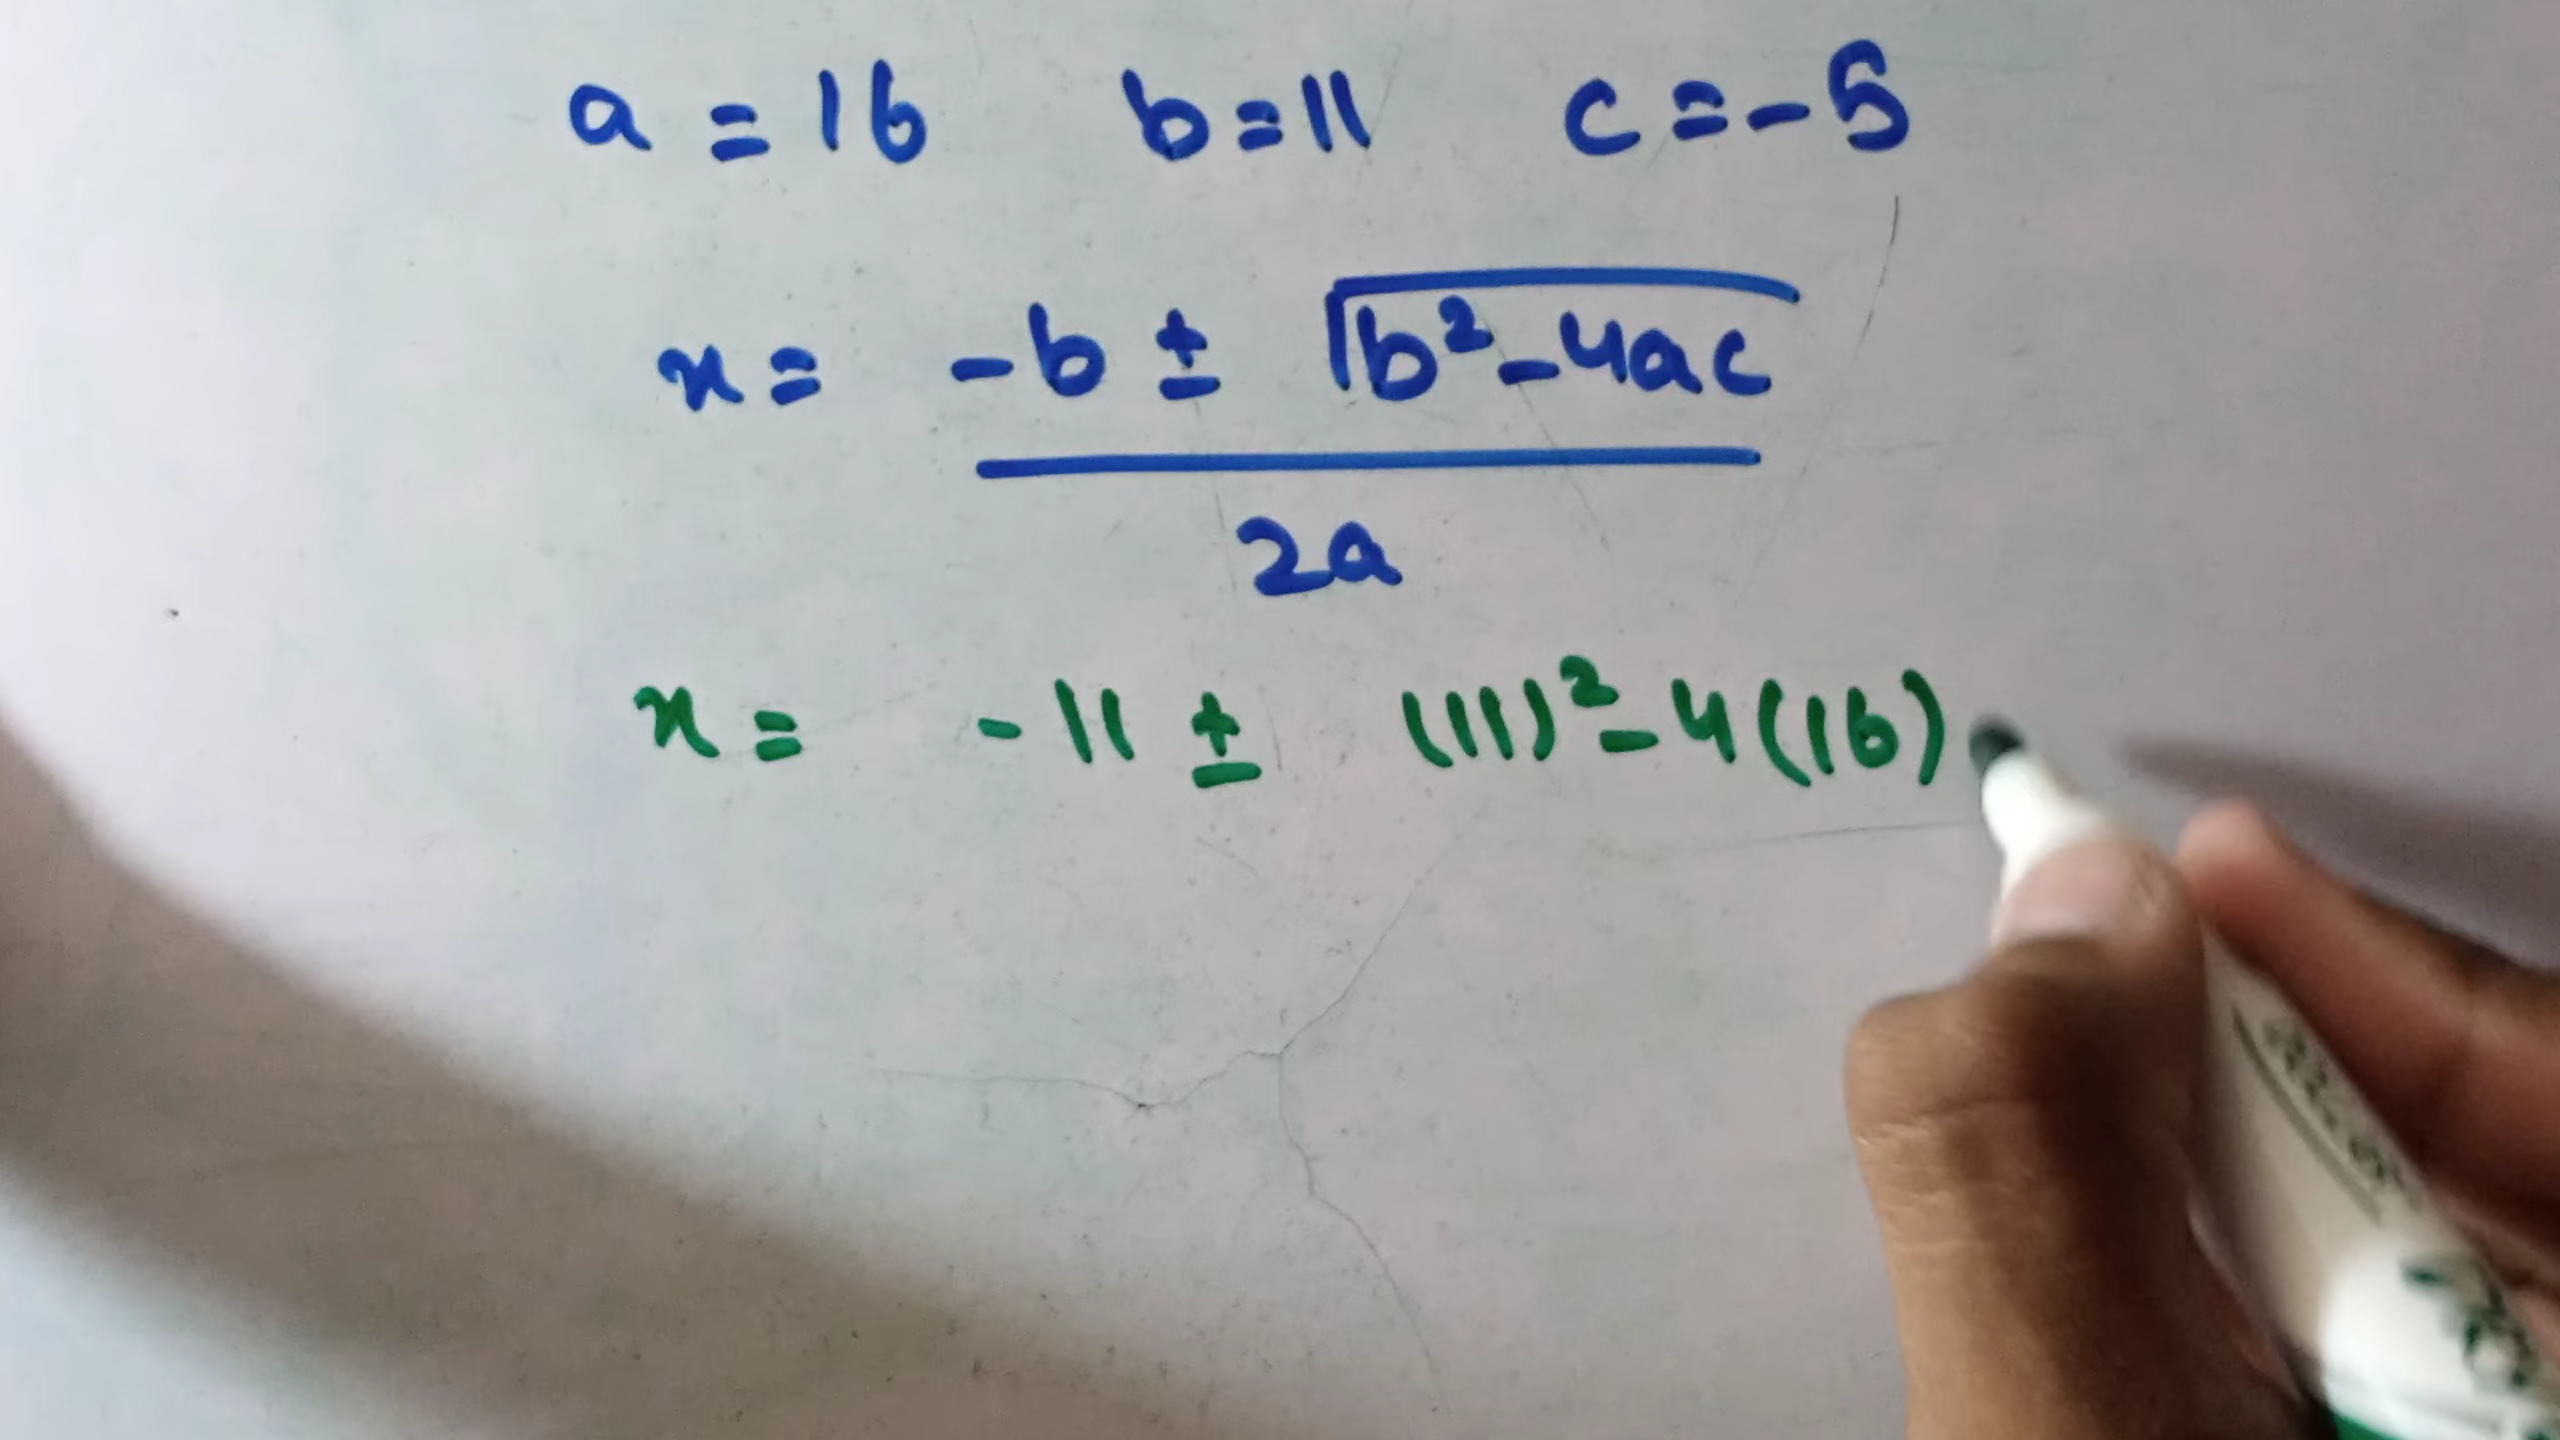 a = 16 b = 11 c = -5
x = -b ± √b² - 4ac
2a
x = -11 ± (11)² - 4(16)